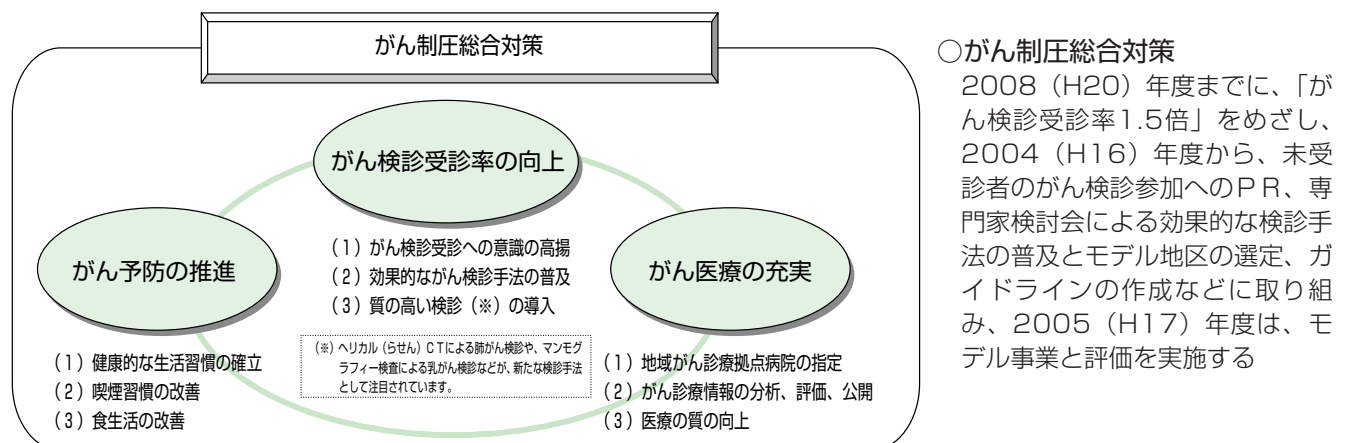 がん制圧総合対策
がん検診受診率の向上
(1)がん検診受診への意識の高揚
(2)効果的ながん検診手法の普及
(3)質の高い検診(※)の導入
(※)ヘリカル(らせん)CTによる肺がん検診や、マンモグ
ラフィー検査による乳がん検診などが、新たな検診手法
として注目されています。
がん予防の推進
(1)健康的な生活習慣の確立
(2)喫煙習慣の改善
(3)食生活の改善
がん医療の充実
(1)地域がん診療拠点病院の指定
(2)がん診療情報の分析、評価、公開
(3)医療の質の向上
○がん制圧総合対策
2008(H20)年度までに、「が
ん検診受診率1.5倍」をめざし、
2004(H16)年度から、未受
診者のがん検診参加へのPR、専
門家検討会による効果的な検診手
法の普及とモデル地区の選定、ガ
イドラインの作成などに取り組
み、2005(H17)年度は、モ
デル事業と評価を実施する